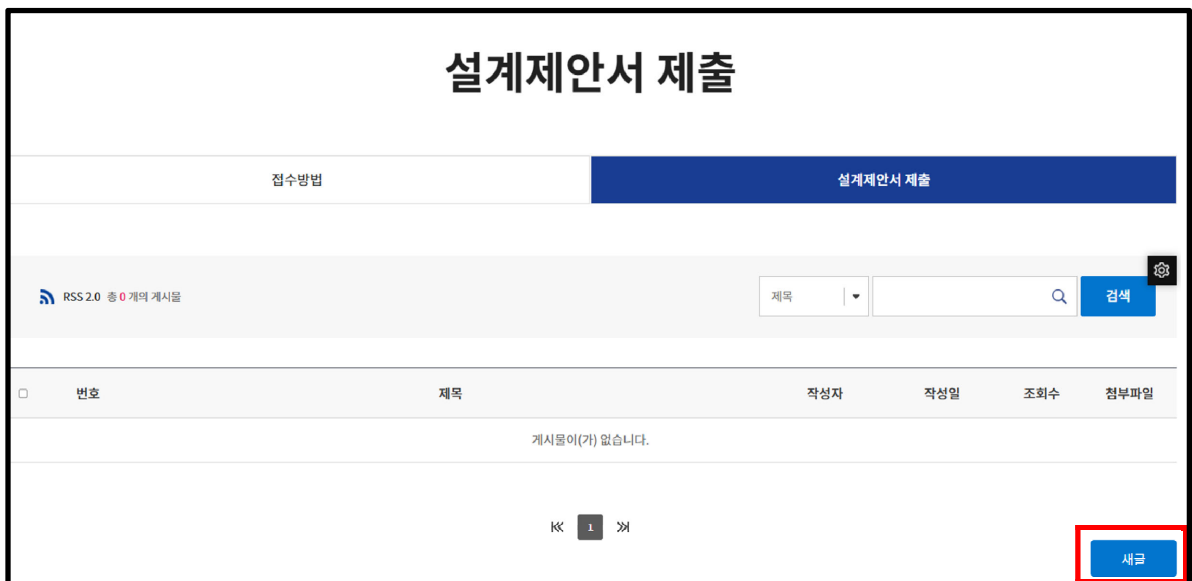 설계제안서 제출
접수방법
설계제안서 제출
RSS 2.0 총 0 개의 게시물
제목
검색
번호 제목 작성자 작성일 조회수 첨부파일
게시물이(가) 없습니다.
1
새글